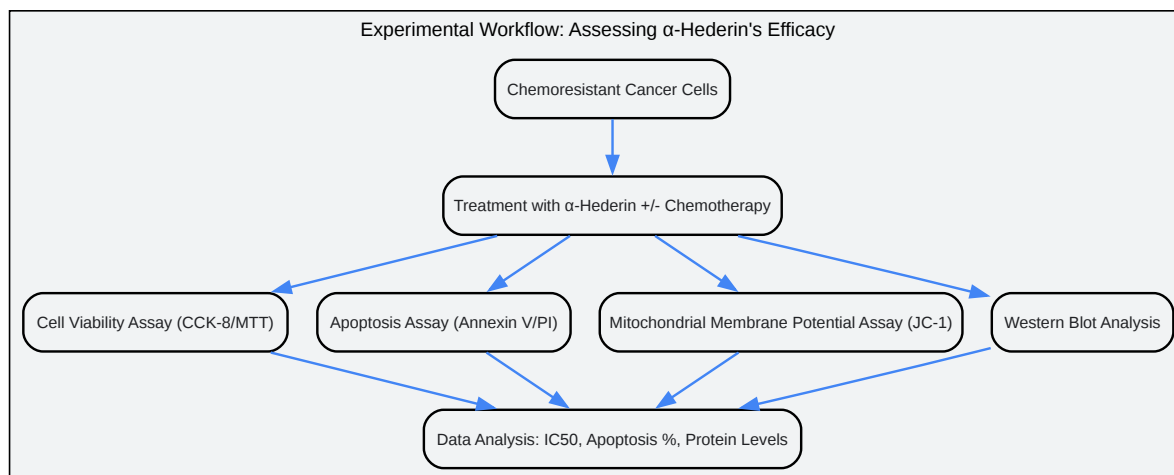 Experimental Workflow: Assessing α-Hederin's Efficacy
Chemoresistant Cancer Cells
Treatment with α-Hederin +/- Chemotherapy
Cell Viability Assay (CCK-8/MTT)
Apoptosis Assay (Annexin V/PI)
Mitochondrial Membrane Potential Assay (JC-1)
Western Blot Analysis
Data Analysis: IC50, Apoptosis %, Protein Levels